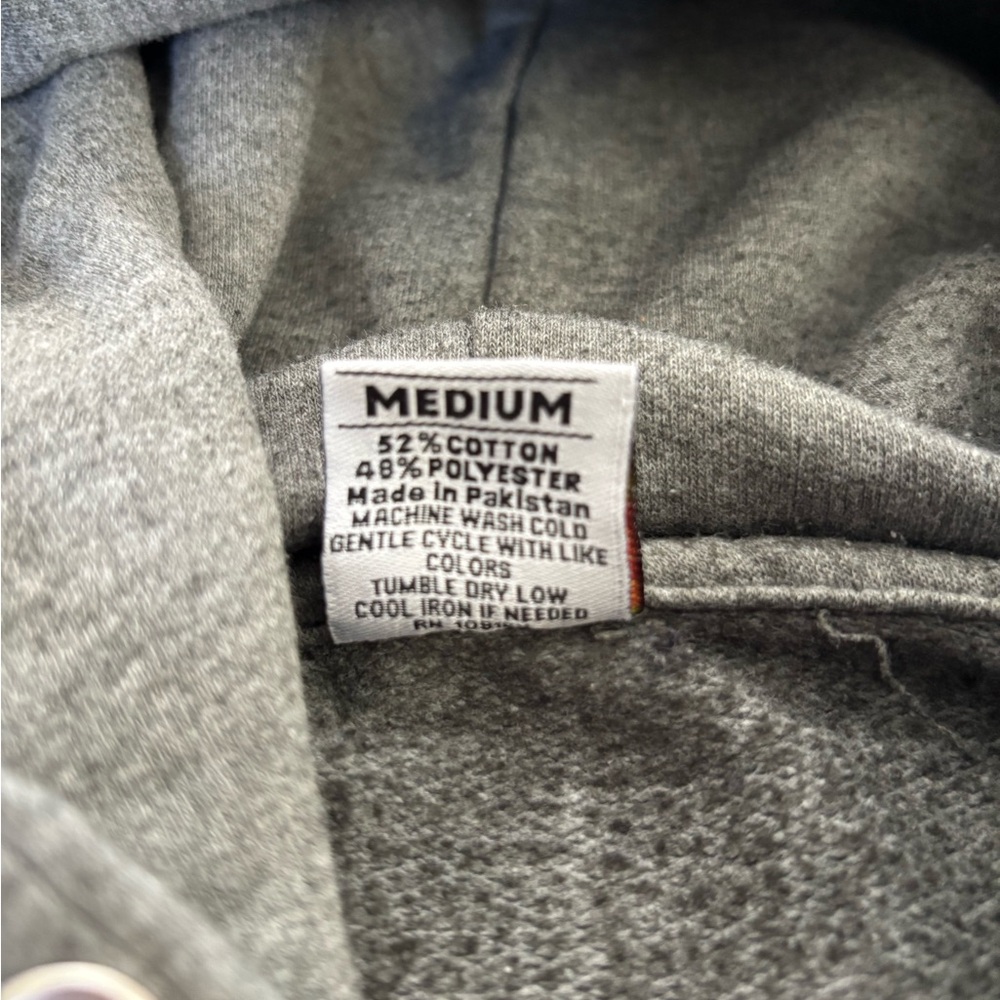 MEDIUM
52% COTTON
48% POLYESTER
Made in Pakistan
MACHINE WASH COLD
GENTLE CYCLE WITH LIKE
COLORS
TUMBLE DRY LOW
COOL IRON IF NEEDED
RN